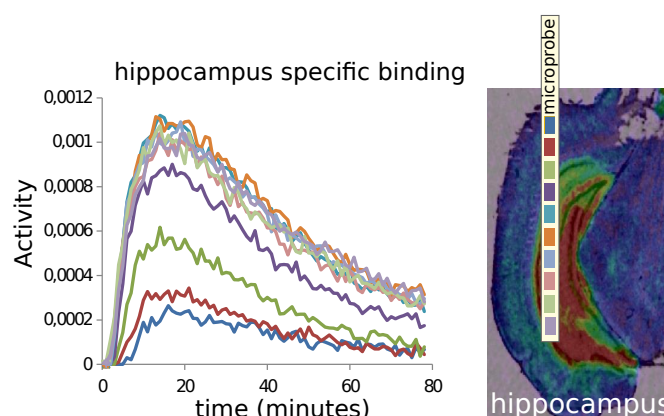 hippocampus specific binding
Activity
0,0012
0,001
0,0008
0,0006
0,0004
0,0002
0
0
20
40
60
80
time (minutes)
microprobe
hippocampus